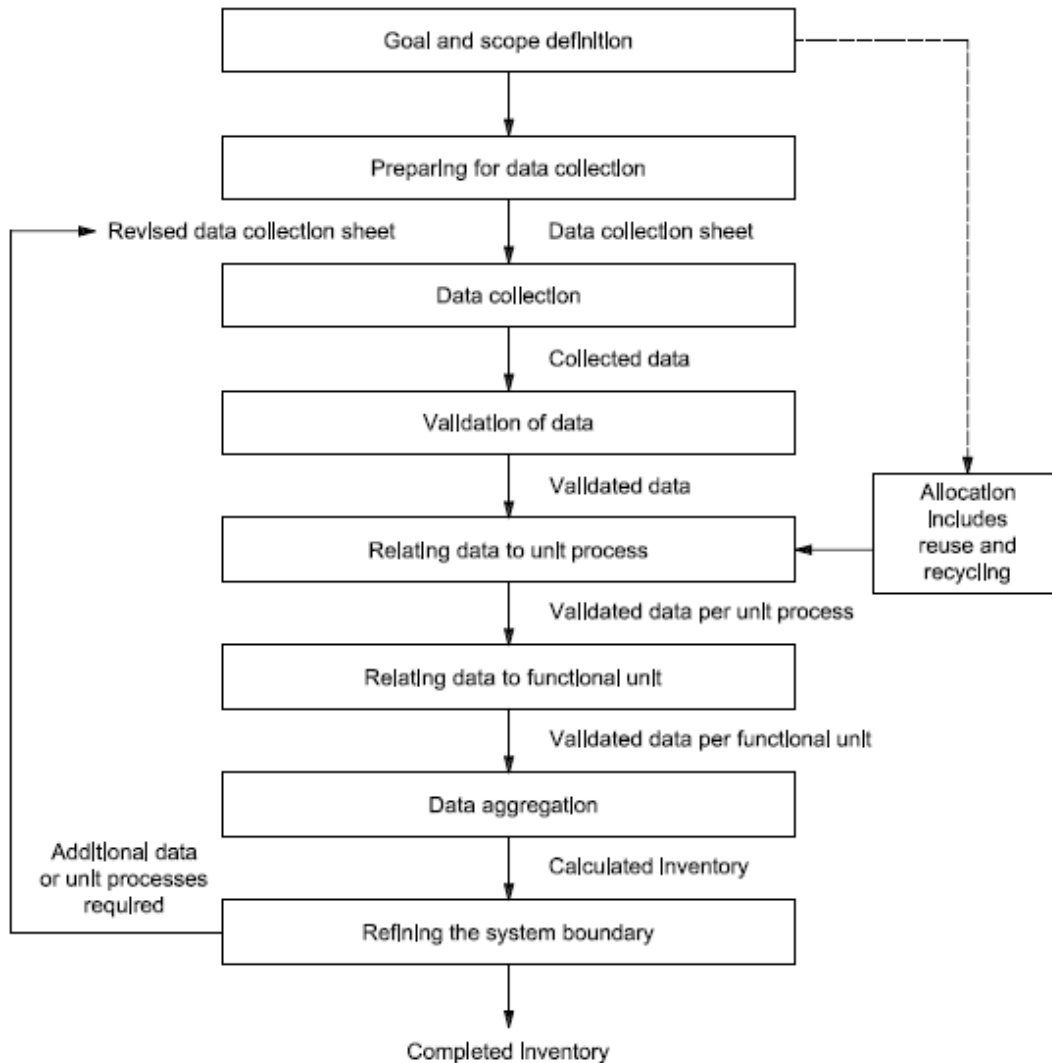 Goal and scope definition
Preparing for data collection
Revised data collection sheet
Data collection sheet
Data collection
Collected data
Validation of data
Validated data
Allocation
includes
reuse and
recycling
Relating data to unit process
Validated data per unit process
Relating data to functional unit
Validated data per functional unit
Data aggregation
Additional data
or unit processes
required
Calculated inventory
Refining the system boundary
Completed inventory